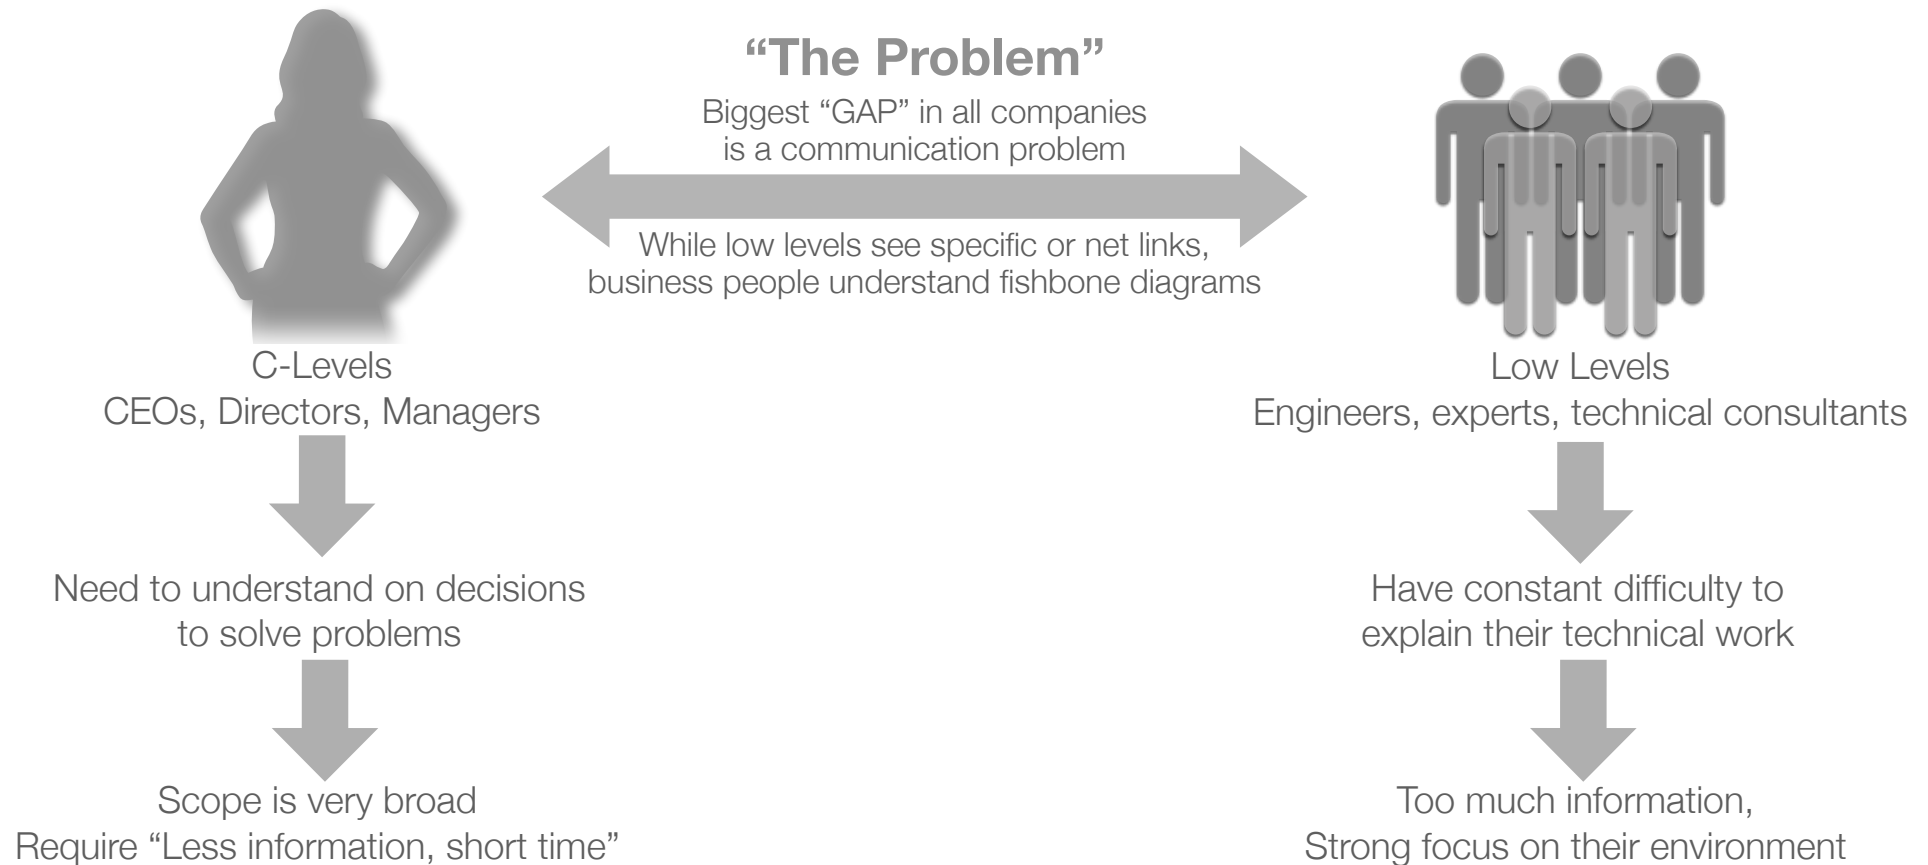 “The Problem”
Biggest “GAP” in all companies
is a communication problem
While low levels see specific or net links,
business people understand fishbone diagrams
C-Levels
CEOs, Directors, Managers
Need to understand on decisions
to solve problems
Scope is very broad
Require “Less information, short time”
Low Levels
Engineers, experts, technical consultants
Have constant difficulty to
explain their technical work
Too much information,
Strong focus on their environment